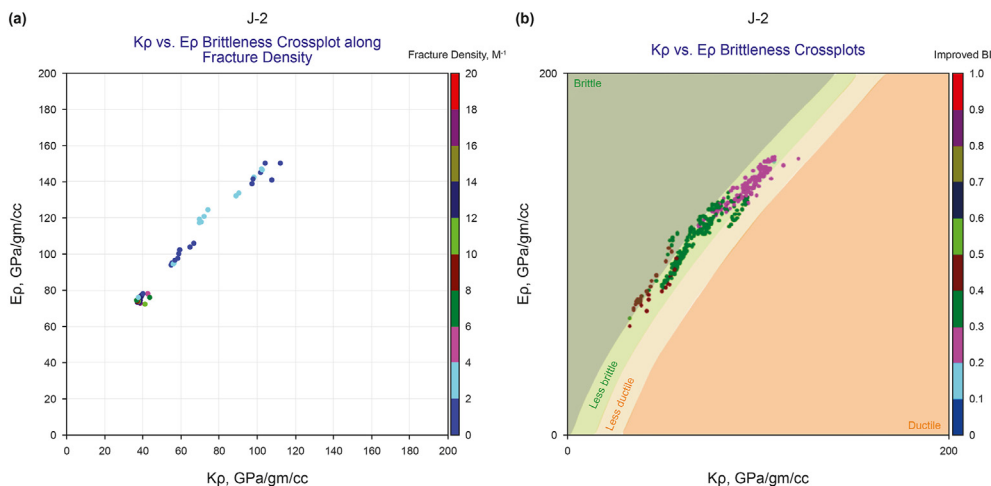 (a)
J-2
Kρ vs. Eρ Brittleness Crossplot along
Fracture Density
Fracture Density, M⁻¹
200
180
160
140
120
100
80
60
40
20
0
Eρ, GPa/gm/cc
0 20 40 60 80 100 120 140 160 180 200
Kρ, GPa/gm/cc
20
18
16
14
12
10
8
6
4
2
0
(b)
J-2
Kρ vs. Eρ Brittleness Crossplots
Improved BI
200
0
Eρ, GPa/gm/cc
Brittle
Less brittle
Less ductile
Ductile
0 200
Kρ, GPa/gm/cc
1.0
0.9
0.8
0.7
0.6
0.5
0.4
0.3
0.2
0.1
0